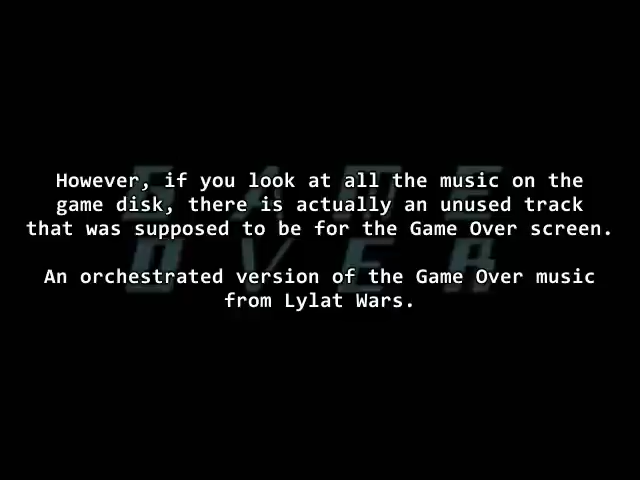 However, if you look at all the music on the
game disk, there is actually an unused track
that was supposed to be for the Game Over screen.
An orchestrated version of the Game Over music
from Lylat Wars.
GAME
OVER